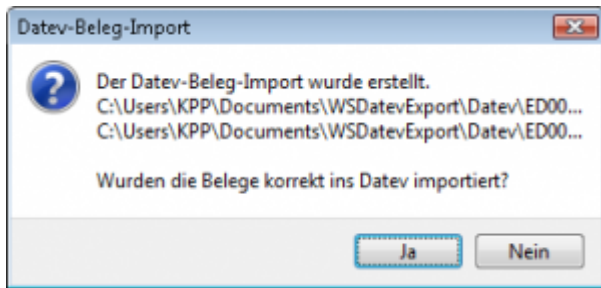 Datev-Beleg-Import
Der Datev-Beleg-Import wurde erstellt.
C:\Users\KPP\Documents\WSDatevExport\Datev\ED00...
C:\Users\KPP\Documents\WSDatevExport\Datev\ED00...
Wurden die Belege korrekt ins Datev importiert?
Ja
Nein